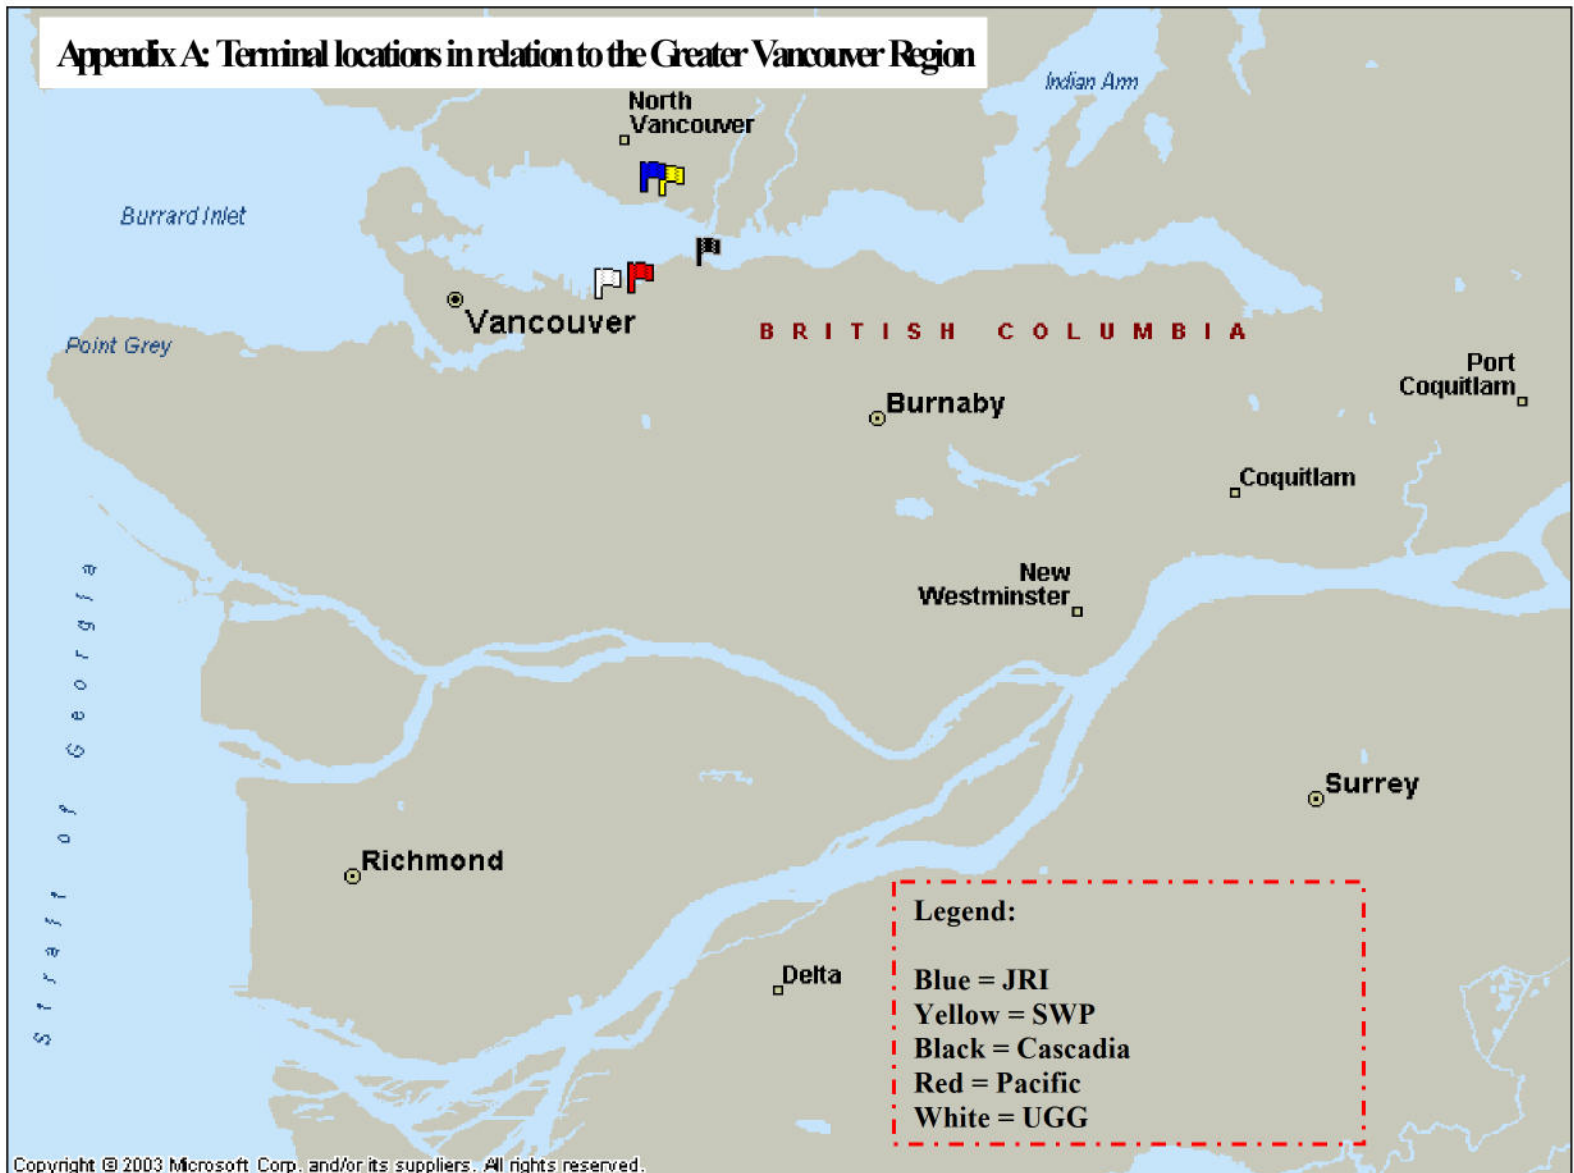 Appendix A: Terminal locations in relation to the Greater Vancouver Region
Indian Arm
North
Vancouver
Burrard Inlet
Vancouver
BRITISH COLUMBIA
Point Grey
Port
Coquitlam
Burnaby
Coquitlam
New
Westminster
Strait of Georgia
Surrey
Richmond
Delta
Legend:
Blue = JRI
Yellow = SWP
Black = Cascadia
Red = Pacific
White = UGG
Copyright © 2003 Microsoft Corp. and/or its suppliers. All rights reserved.